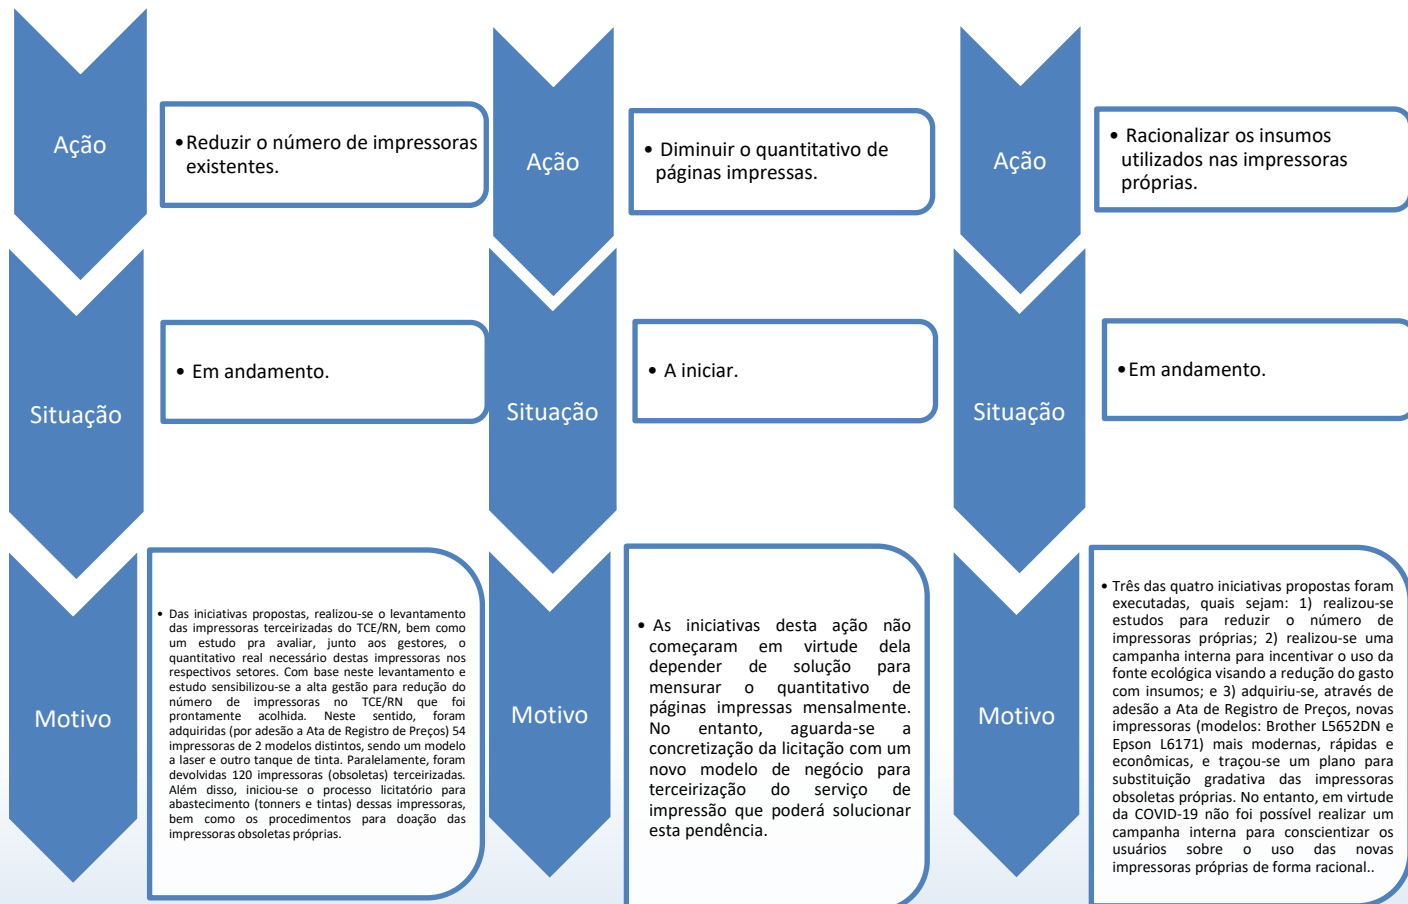 Ação
•Reduzir o número de impressoras
existentes.
Situação
• Em andamento.
Motivo
• Das iniciativas propostas, realizou-se o levantamento
das impressoras terceirizadas do TCE/RN, bem como
um estudo pra avaliar, junto aos gestores, o
quantitativo real necessário destas impressoras nos
respectivos setores. Com base neste levantamento e
estudo sensibilizou-se a alta gestão para redução do
número de impressoras no TCE/RN que foi
prontamente acolhida. Neste sentido, foram
adquiridas (por adesão a Ata de Registro de Preços) 54
impressoras de 2 modelos distintos, sendo um modelo
a laser e outro tanque de tinta. Paralelamente, foram
devolvidas 120 impressoras (obsoletas) terceirizadas.
Além disso, iniciou-se o processo licitatório para
abastecimento (tonners e tintas) dessas impressoras,
bem como os procedimentos para doação das
impressoras obsoletas próprias.
Ação
• Diminuir o quantitativo de
páginas impressas.
Situação
• A iniciar.
Motivo
• As iniciativas desta ação não
começaram em virtude dela
depender de solução para
mensurar o quantitativo de
páginas impressas mensalmente.
No entanto, aguarda-se a
concretização da licitação com um
novo modelo de negócio para
terceirização do serviço de
impressão que poderá solucionar
esta pendência.
Ação
• Racionalizar os insumos
utilizados nas impressoras
próprias.
Situação
•Em andamento.
Motivo
• Três das quatro iniciativas propostas foram
executadas, quais sejam: 1) realizou-se
estudos para reduzir o número de
impressoras próprias; 2) realizou-se uma
campanha interna para incentivar o uso da
fonte ecológica visando a redução do gasto
com insumos; e 3) adquiriu-se, através de
adesão a Ata de Registro de Preços, novas
impressoras (modelos: Brother L5652DN e
Epson L6171) mais modernas, rápidas e
econômicas, e traçou-se um plano para
substituição gradativa das impressoras
obsoletas próprias. No entanto, em virtude
da COVID-19 não foi possível realizar um
campanha interna para conscientizar os
usuários sobre o uso das novas
impressoras próprias de forma racional..